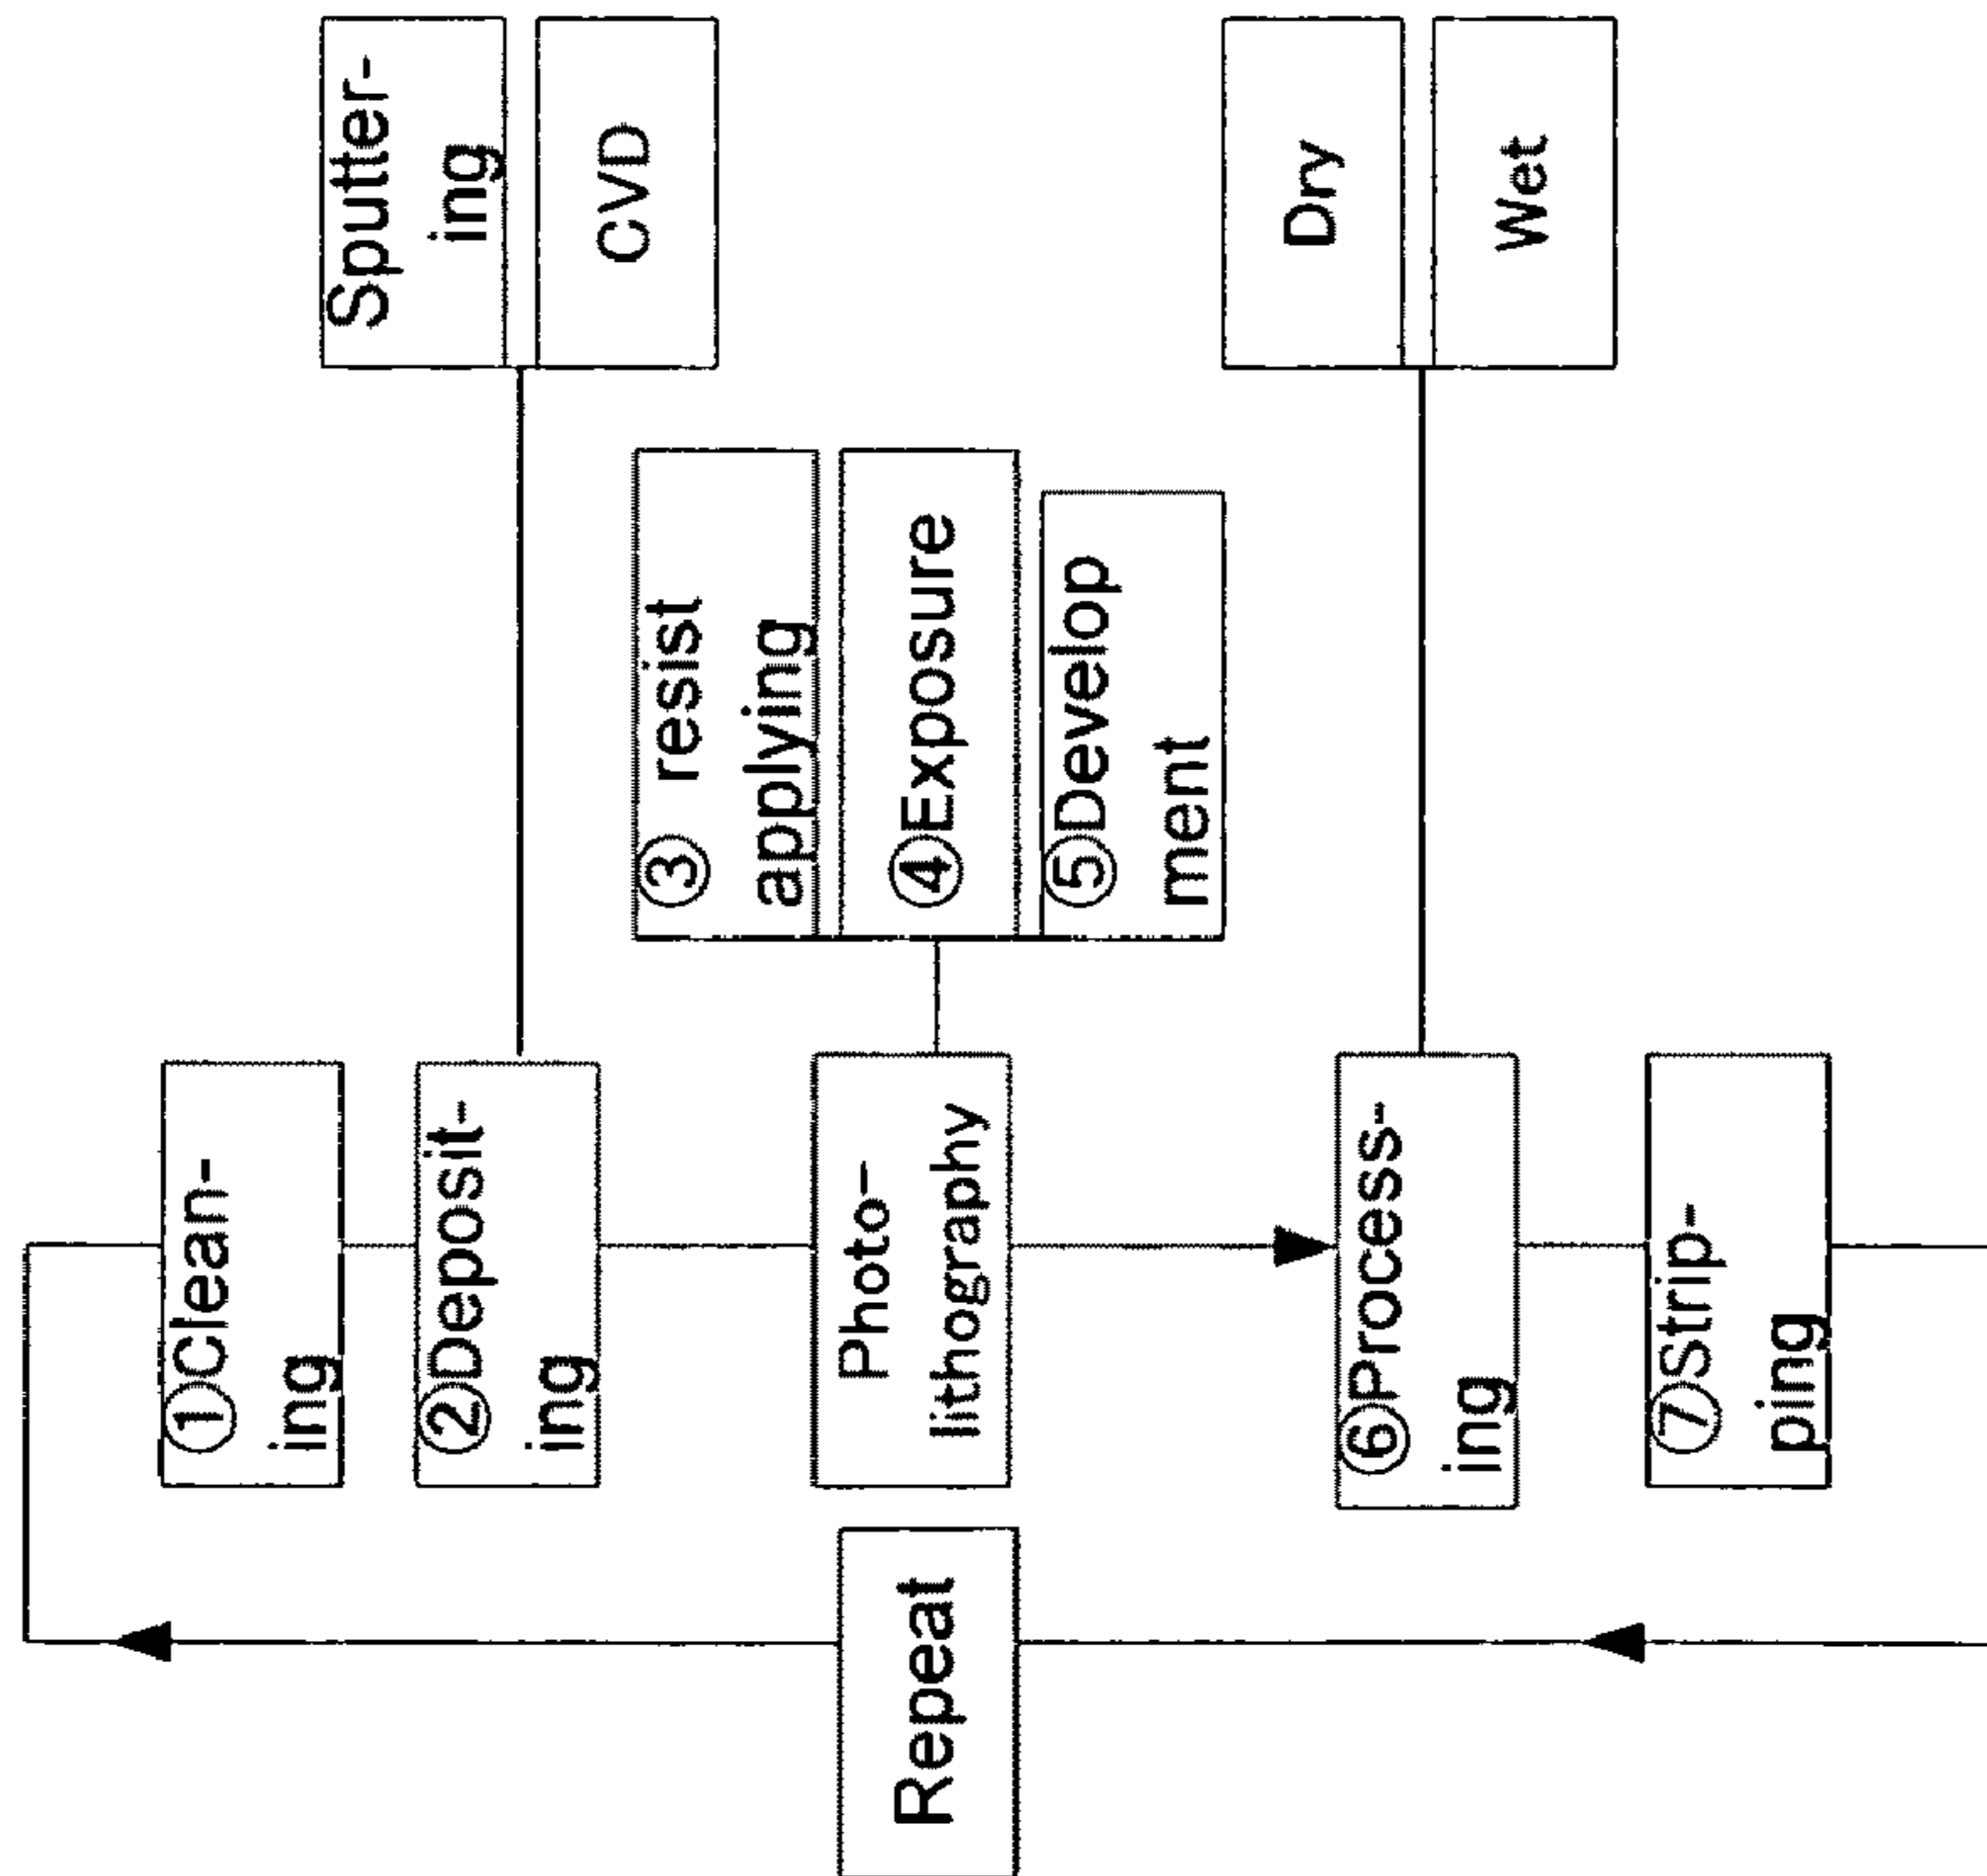 Sputter-
ing
CVD
Dry
Wet
③ resist
applying
④Exposure
⑤Develop
ment
①Clean-
ing
②Deposit-
ing
Photo-
lithography
⑥Process-
ing
⑦Strip-
ping
Repeat